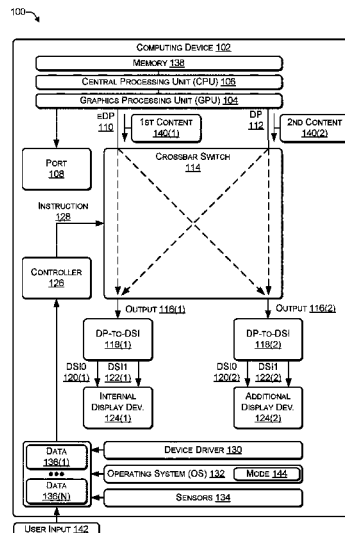 100
COMPUTING DEVICE 102
MEMORY 138
CENTRAL PROCESSING UNIT (CPU) 106
GRAPHICS PROCESSING UNIT (GPU) 104
eDP
110
1ST CONTENT
140(1)
DP
112
2ND CONTENT
140(2)
PORT
108
CROSSBAR SWITCH
114
INSTRUCTION
128
CONTROLLER
126
OUTPUT 116(1)
OUTPUT 116(2)
DP-TO-DSI
118(1)
DP-TO-DSI
118(2)
DSI0
120(1)
DSI1
122(1)
DSI0
120(2)
DSI1
122(2)
INTERNAL
DISPLAY DEV.
124(1)
ADDITIONAL
DISPLAY DEV.
124(2)
DATA
136(1)
•••
DATA
136(N)
DEVICE DRIVER 130
OPERATING SYSTEM (OS) 132
MODE 144
SENSORS 134
USER INPUT 142